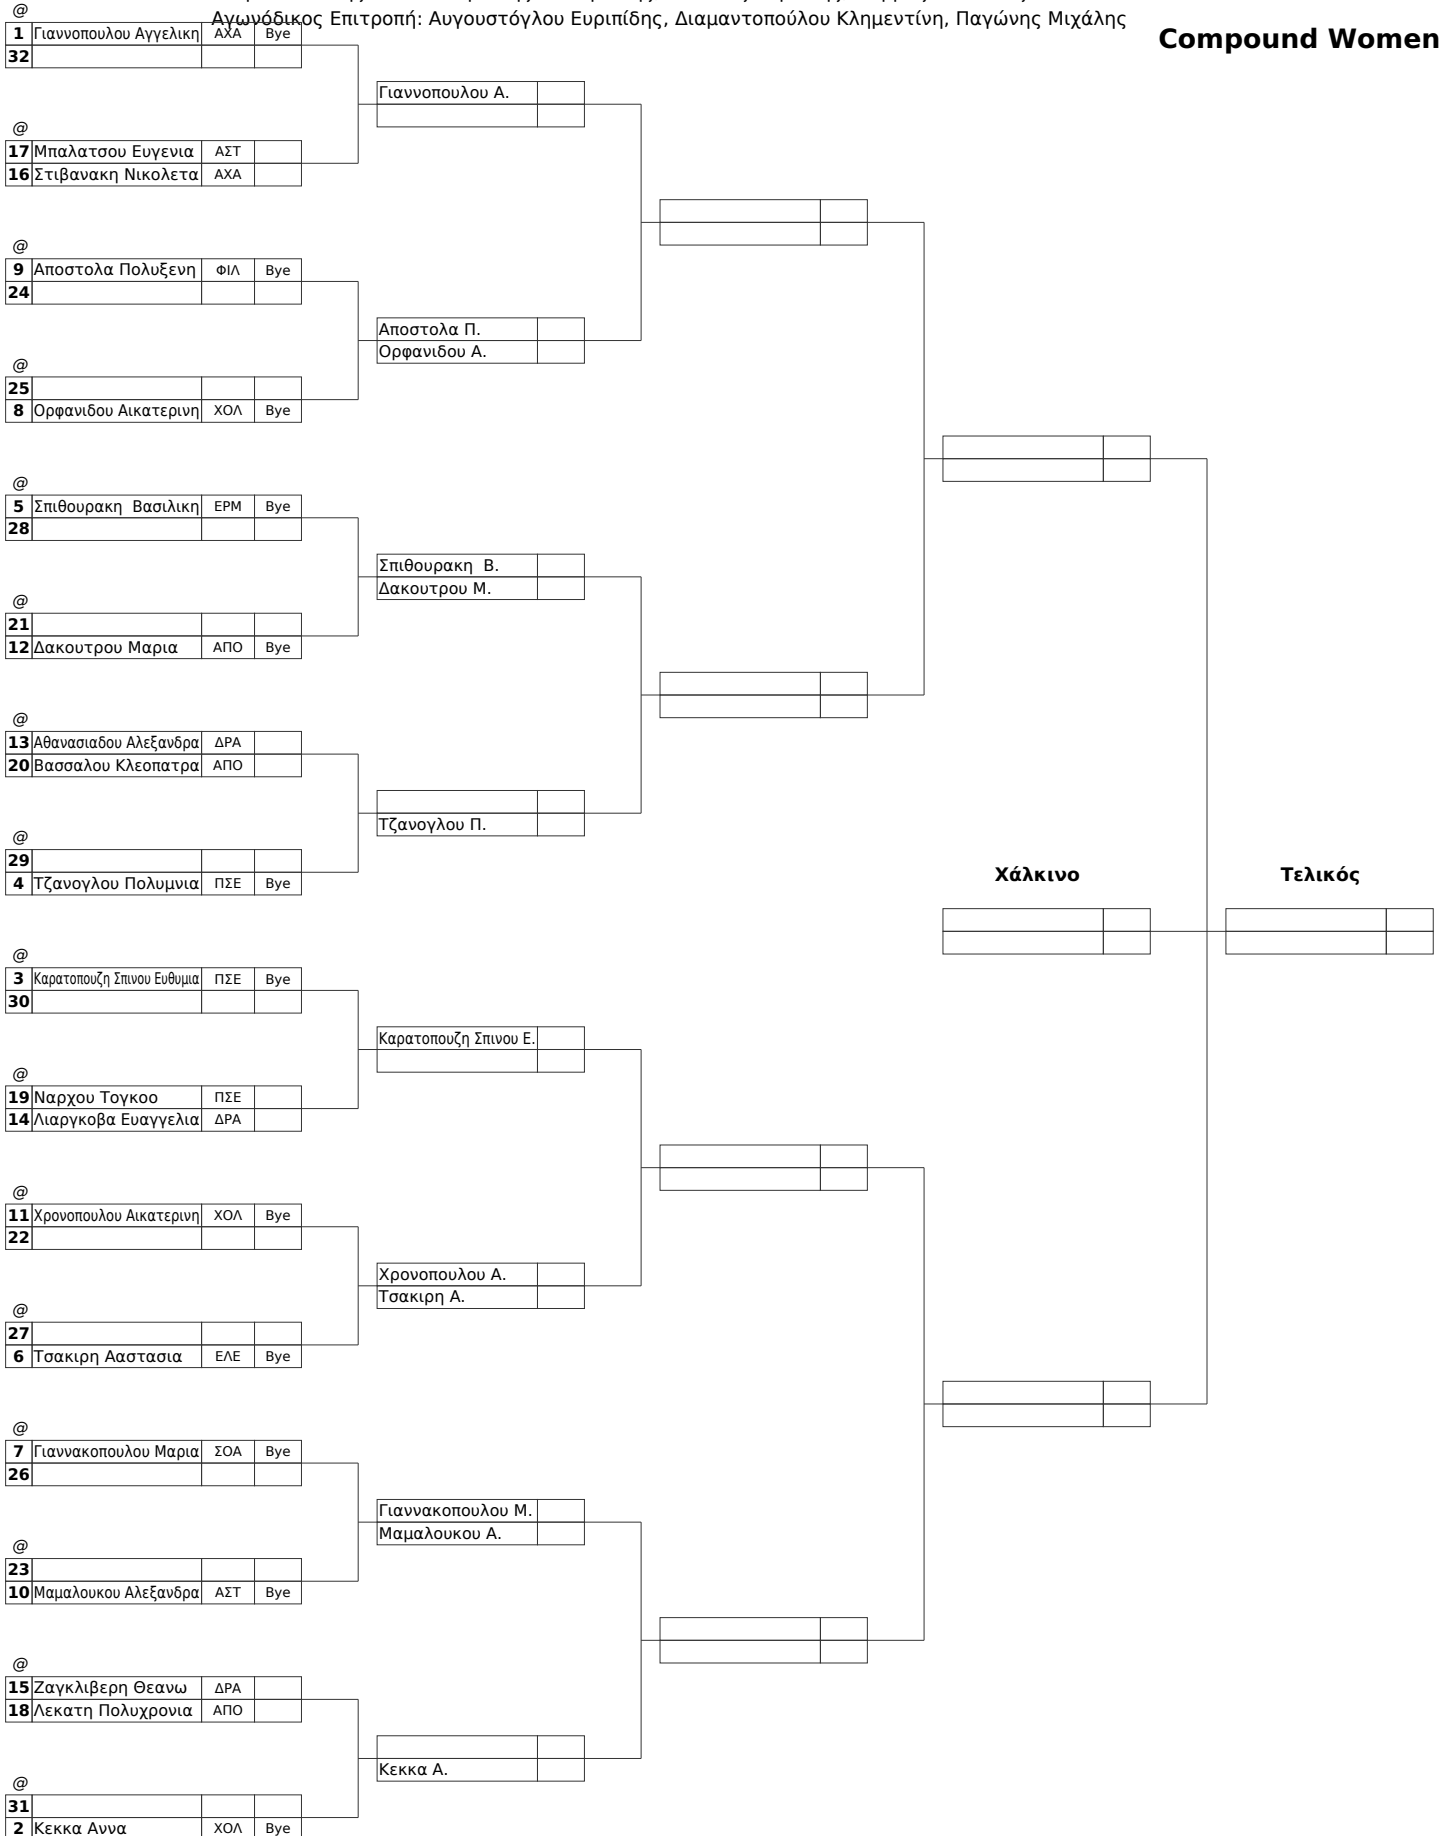 Αγωνόδικος Επιτροπή: Αυγουστόγλου Ευριπίδης, Διαμαντοπούλου Κλημεντίνη, Παγώνης Μιχάλης
Compound Women
@
1 Γιαννοπουλου Αγγελικη ΑΧΑ Bye
32
Γιαννοπουλου Α.
@
17 Μπαλατσου Ευγενια ΑΣΤ
16 Στιβανακη Νικολετα ΑΧΑ
@
9 Αποστολα Πολυξενη ΦΙΛ Bye
24
Αποστολα Π.
Ορφανιδου Α.
@
25
8 Ορφανιδου Αικατερινη ΧΟΛ Bye
@
5 Σπιθουρακη  Βασιλικη ΕΡΜ Bye
28
Σπιθουρακη  Β.
Δακουτρου Μ.
@
21
12 Δακουτρου Μαρια ΑΠΟ Bye
@
13 Αθανασιαδου Αλεξανδρα ΔΡΑ
20 Βασσαλου Κλεοπατρα ΑΠΟ
Τζανογλου Π.
@
29
4 Τζανογλου Πολυμνια ΠΣΕ Bye
Χάλκινο Τελικός
@
3 Καρατοπουζη Σπινου Ευθυμια ΠΣΕ Bye
30
Καρατοπουζη Σπινου Ε.
@
19 Ναρχου Τογκοο ΠΣΕ
14 Λιαργκοβα Ευαγγελια ΔΡΑ
@
11 Χρονοπουλου Αικατερινη ΧΟΛ Bye
22
Χρονοπουλου Α.
Τσακιρη Α.
@
27
6 Τσακιρη Ααστασια ΕΛΕ Bye
@
7 Γιαννακοπουλου Μαρια ΣΟΑ Bye
26
Γιαννακοπουλου Μ.
Μαμαλουκου Α.
@
23
10 Μαμαλουκου Αλεξανδρα ΑΣΤ Bye
@
15 Ζαγκλιβερη Θεανω ΔΡΑ
18 Λεκατη Πολυχρονια ΑΠΟ
Κεκκα Α.
@
31
2 Κεκκα Αννα ΧΟΛ Bye